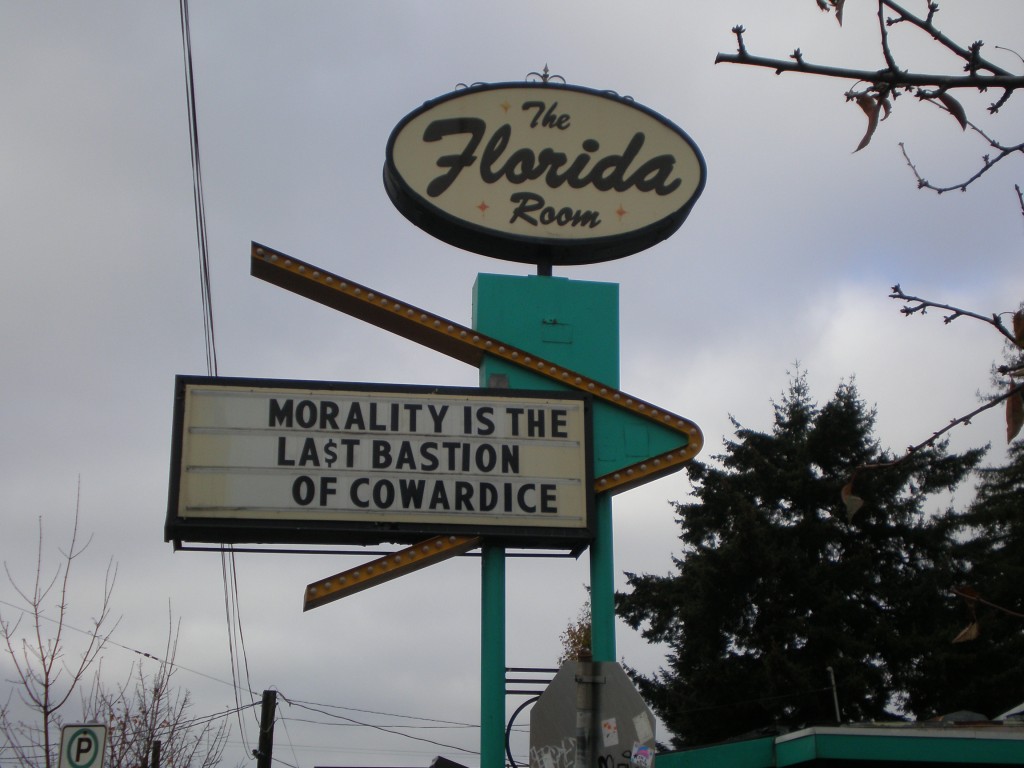 The
Florida
Room
MORALITY IS THE
LA$T BASTION
OF COWARDICE
P